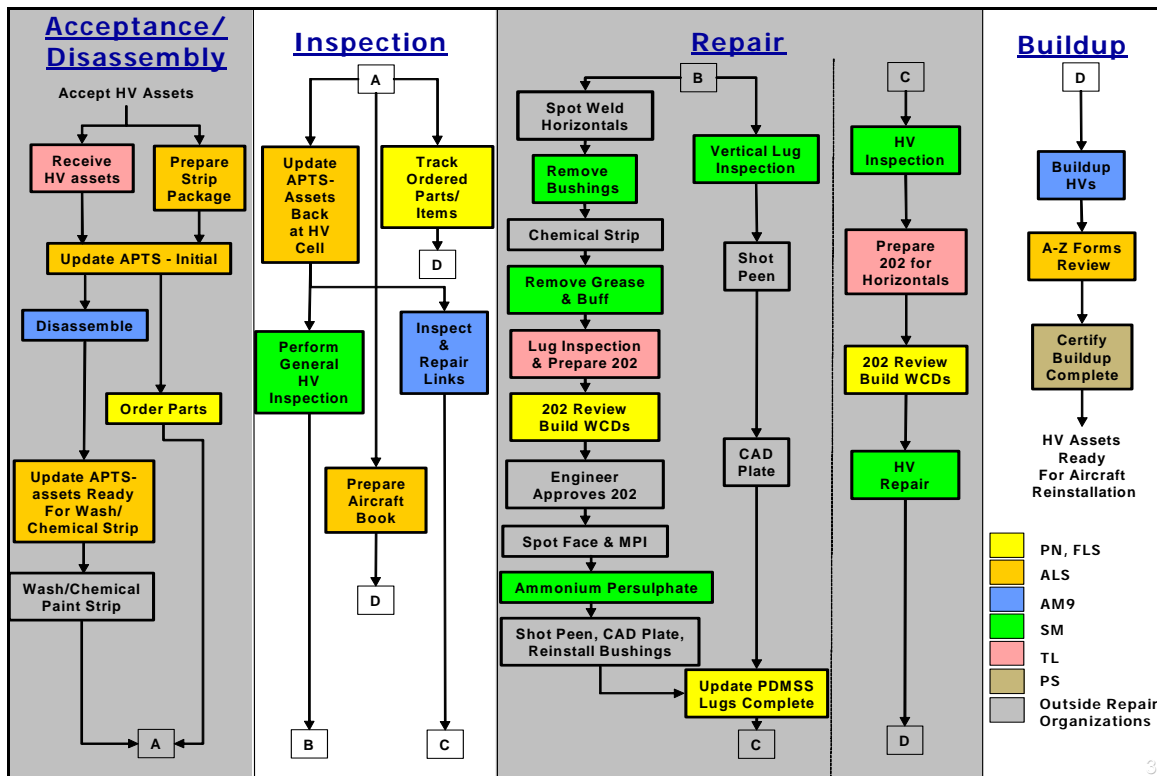 Acceptance/
Disassembly
Accept HV Assets
Receive
HV assets
Prepare
Strip
Package
Update APTS - Initial
Disassemble
Order Parts
Update APTS-
assets Ready
For Wash/
Chemical Strip
Wash/Chemical
Paint Strip
A
Inspection
A
Update
APTS-
Assets
Back
at HV
Cell
Track
Ordered
Parts/
Items
D
Perform
General
HV
Inspection
Inspect
&
Repair
Links
Prepare
Aircraft
Book
D
B
C
Repair
B
Spot Weld
Horizontals
Remove
Bushings
Chemical Strip
Remove Grease
& Buff
Lug Inspection
& Prepare 202
202 Review
Build WCDs
Engineer
Approves 202
Spot Face & MPI
Ammonium Persulphate
Shot Peen, CAD Plate,
Reinstall Bushings
Vertical Lug
Inspection
Shot
Peen
CAD
Plate
Update PDMSS
Lugs Complete
C
C
HV
Inspection
Prepare
202 for
Horizontals
202 Review
Build WCDs
HV
Repair
D
Buildup
D
Buildup
HVs
A-Z Forms
Review
Certify
Buildup
Complete
HV Assets
Ready
For Aircraft
Reinstallation
PN, FLS
ALS
AM9
SM
TL
PS
Outside Repair
Organizations
3